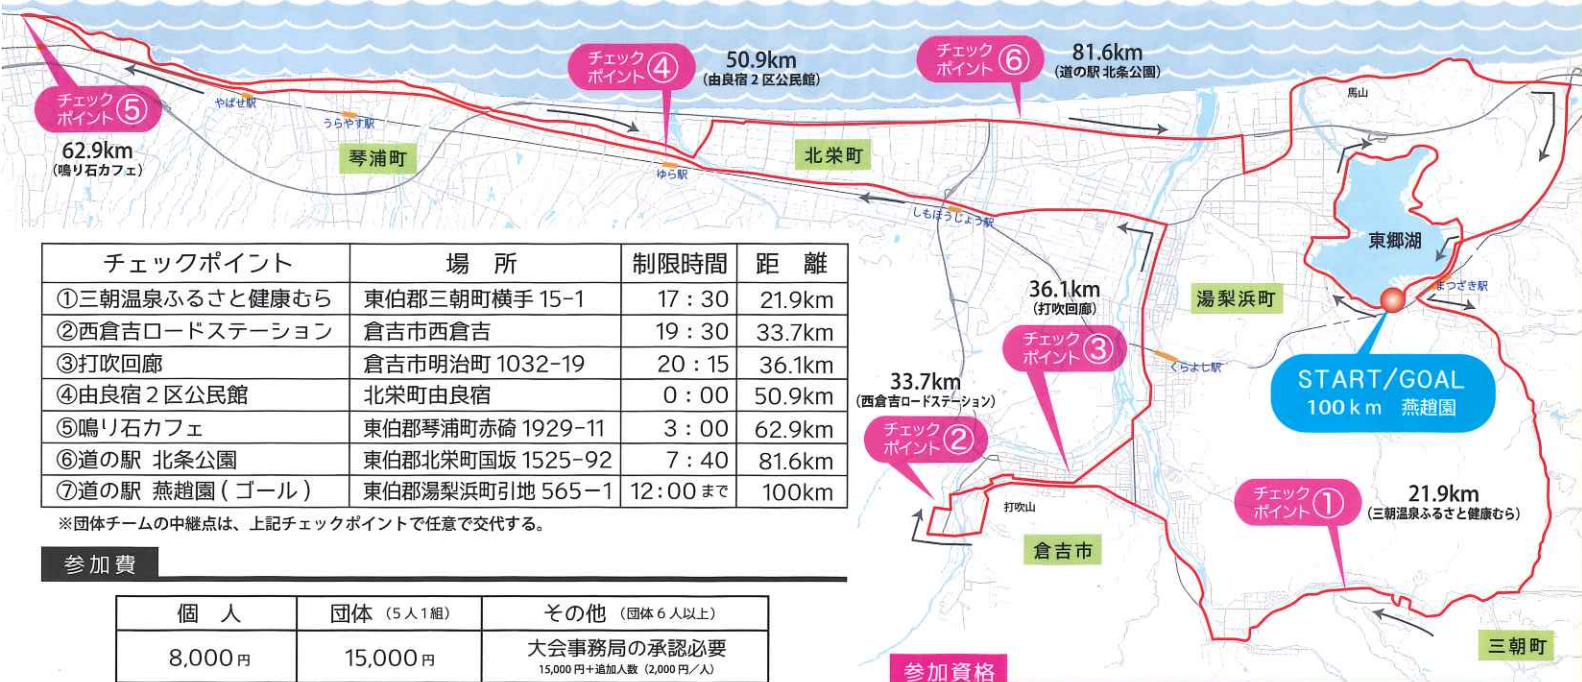 チェック
ポイント⑤
62.9km
(鳴り石カフェ)
やばせ駅
うらやす駅
琴浦町
チェック
ポイント④
50.9km
(由良宿2区公民館)
ゆら駅
北栄町
チェック
ポイント⑥
81.6km
(道の駅 北条公園)
しもほうじょう駅
馬山
東郷湖
まつざき駅
湯梨浜町
START/GOAL
100km 燕趙園
36.1km
(打吹回廊)
チェック
ポイント③
くらよし駅
33.7km
(西倉吉ロードステーション)
チェック
ポイント②
打吹山
倉吉市
チェック
ポイント①
21.9km
(三朝温泉ふるさと健康むら)
三朝町
チェックポイント 場 所 制限時間 距 離
①三朝温泉ふるさと健康むら 東伯郡三朝町横手 15-1 17:30 21.9km
②西倉吉ロードステーション 倉吉市西倉吉 19:30 33.7km
③打吹回廊 倉吉市明治町 1032-19 20:15 36.1km
④由良宿2区公民館 北栄町由良宿 0:00 50.9km
⑤鳴り石カフェ 東伯郡琴浦町赤碕 1929-11 3:00 62.9km
⑥道の駅 北条公園 東伯郡北栄町国坂 1525-92 7:40 81.6km
⑦道の駅 燕趙園(ゴール) 東伯郡湯梨浜町引地 565-1 12:00まで 100km
※団体チームの中継点は、上記チェックポイントで任意で交代する。
参加費
個 人 団体(5人1組) その他(団体6人以上)
8,000円 15,000円 大会事務局の承認必要
15,000円+追加人数(2,000円/人)
参加資格